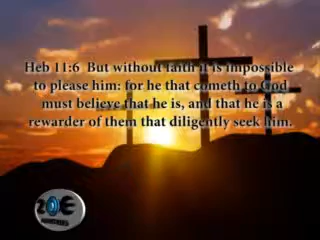 Heb 11:6  But without faith it is impossible
to please him: for he that cometh to God
must believe that he is, and that he is a
rewarder of them that diligently seek him.